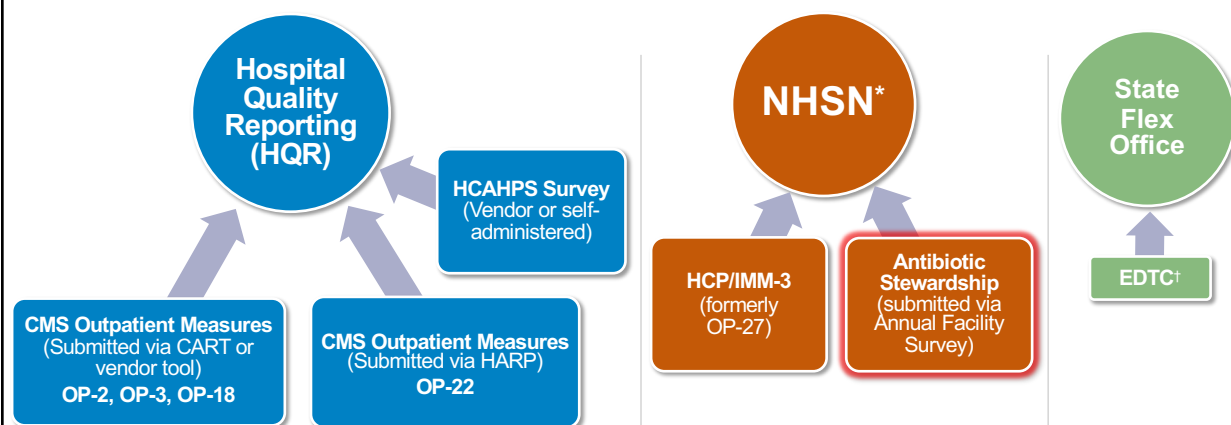 Hospital
Quality
Reporting
(HQR)
HCAHPS Survey
(Vendor or self-
administered)
CMS Outpatient Measures
(Submitted via CART or
vendor tool)
OP-2, OP-3, OP-18
CMS Outpatient Measures
(Submitted via HARP)
OP-22
NHSN*
HCP/IMM-3
(formerly
OP-27)
Antibiotic
Stewardship
(submitted via
Annual Facility
Survey)
State
Flex
Office
EDTC†